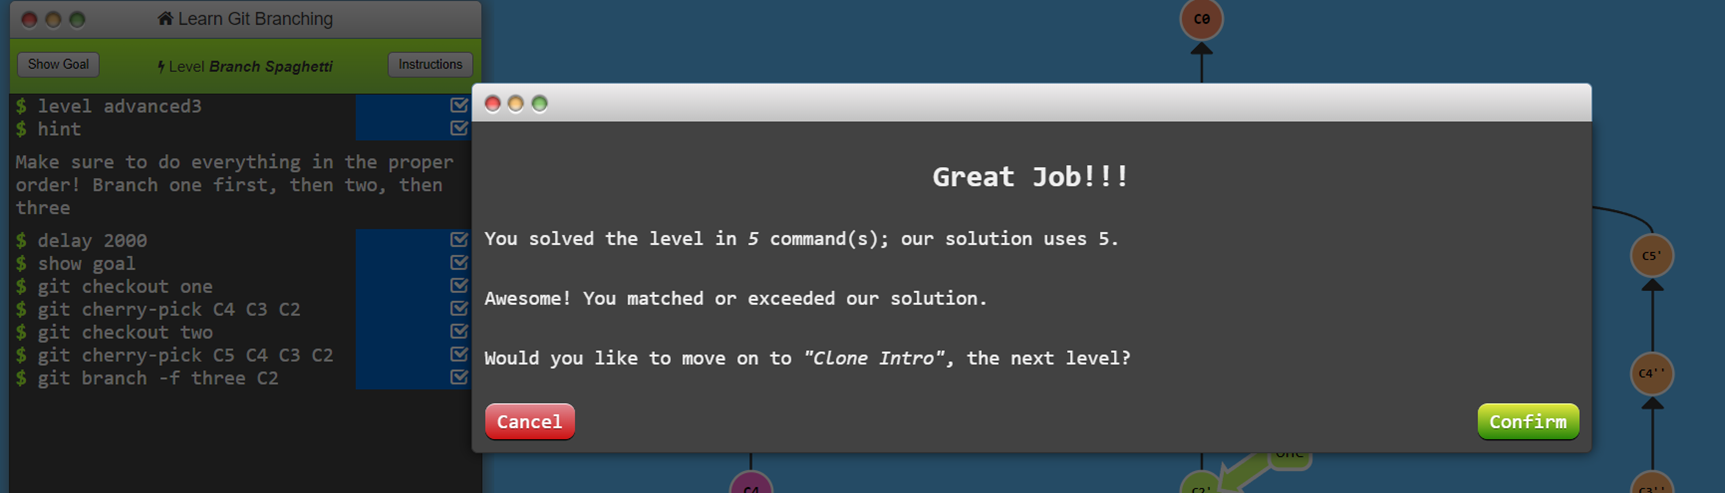 Learn Git Branching
Show Goal
Level Branch Spaghetti
Instructions
$ level advanced3
$ hint
Make sure to do everything in the proper
order! Branch one first, then two, then
three
$ delay 2000
$ show goal
$ git checkout one
$ git cherry-pick C4 C3 C2
$ git checkout two
$ git cherry-pick C5 C4 C3 C2
$ git branch -f three C2
C0
Great Job!!!
You solved the level in 5 command(s); our solution uses 5.
Awesome! You matched or exceeded our solution.
Would you like to move on to "Clone Intro", the next level?
Cancel
Confirm
C5'
C4''
C4
one
C2'
C3''